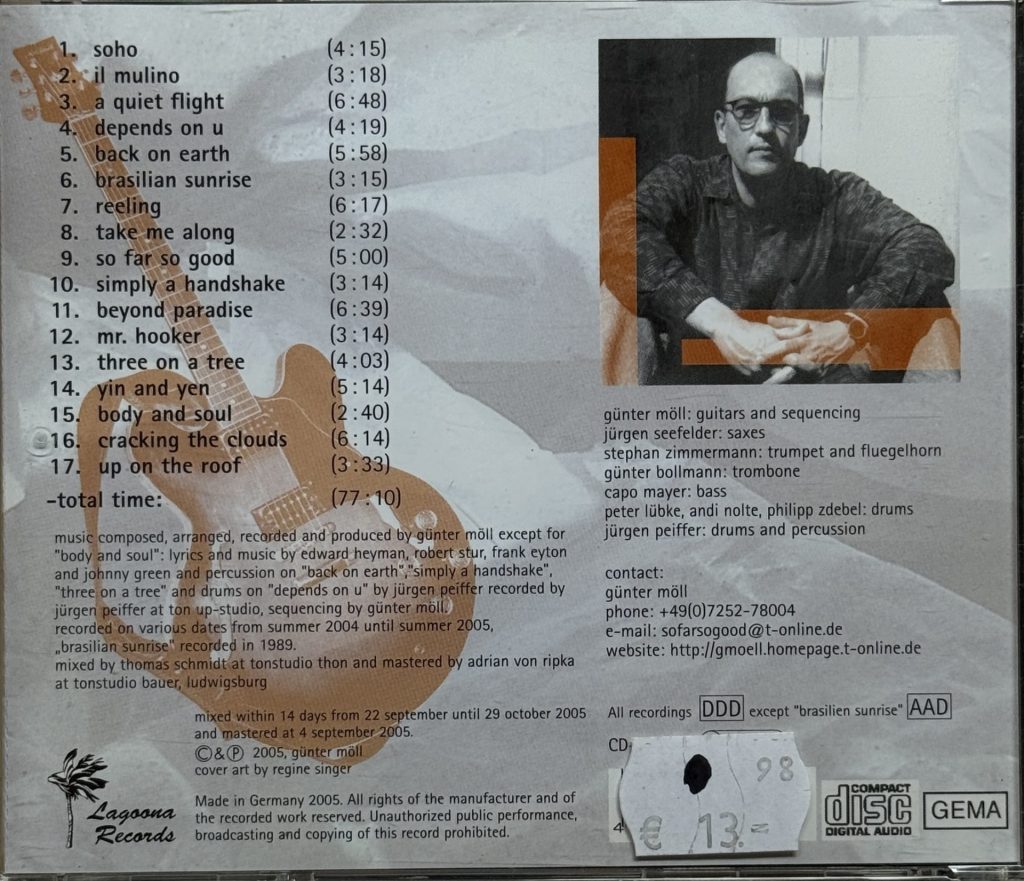 1. soho (4:15)
2. il mulino (3:18)
3. a quiet flight (6:48)
4. depends on u (4:19)
5. back on earth (5:58)
6. brasilian sunrise (3:15)
7. reeling (6:17)
8. take me along (2:32)
9. so far so good (5:00)
10. simply a handshake (3:14)
11. beyond paradise (6:39)
12. mr. hooker (3:14)
13. three on a tree (4:03)
14. yin and yen (5:14)
15. body and soul (2:40)
16. cracking the clouds (6:14)
17. up on the roof (3:33)
-total time: (77:10)
music composed, arranged, recorded and produced by günter möll except for
"body and soul": lyrics and music by edward heyman, robert stur, frank eyton
and johnny green and percussion on "back on earth","simply a handshake",
"three on a tree" and drums on "depends on u" by jürgen peiffer recorded by
jürgen peiffer at ton up-studio, sequencing by günter möll.
recorded on various dates from summer 2004 until summer 2005,
„brasilian sunrise" recorded in 1989.
mixed by thomas schmidt at tonstudio thon and mastered by adrian von ripka
at tonstudio bauer, ludwigsburg
mixed within 14 days from 22 september until 29 october 2005
and mastered at 4 september 2005.
©&℗ 2005, günter möll
cover art by regine singer
Lagoona
Records
Made in Germany 2005. All rights of the manufacturer and of
the recorded work reserved. Unauthorized public performance,
broadcasting and copying of this record prohibited.
günter möll: guitars and sequencing
jürgen seefelder: saxes
stephan zimmermann: trumpet and fluegelhorn
günter bollmann: trombone
capo mayer: bass
peter lübke, andi nolte, philipp zdebel: drums
jürgen peiffer: drums and percussion
contact:
günter möll
phone: +49(0)7252-78004
e-mail: sofarsogood@t-online.de
website: http://gmoell.homepage.t-online.de
All recordings DDD except "brasilien sunrise" AAD
CD
98
4
€ 13.=
COMPACT
disc
DIGITAL AUDIO
GEMA